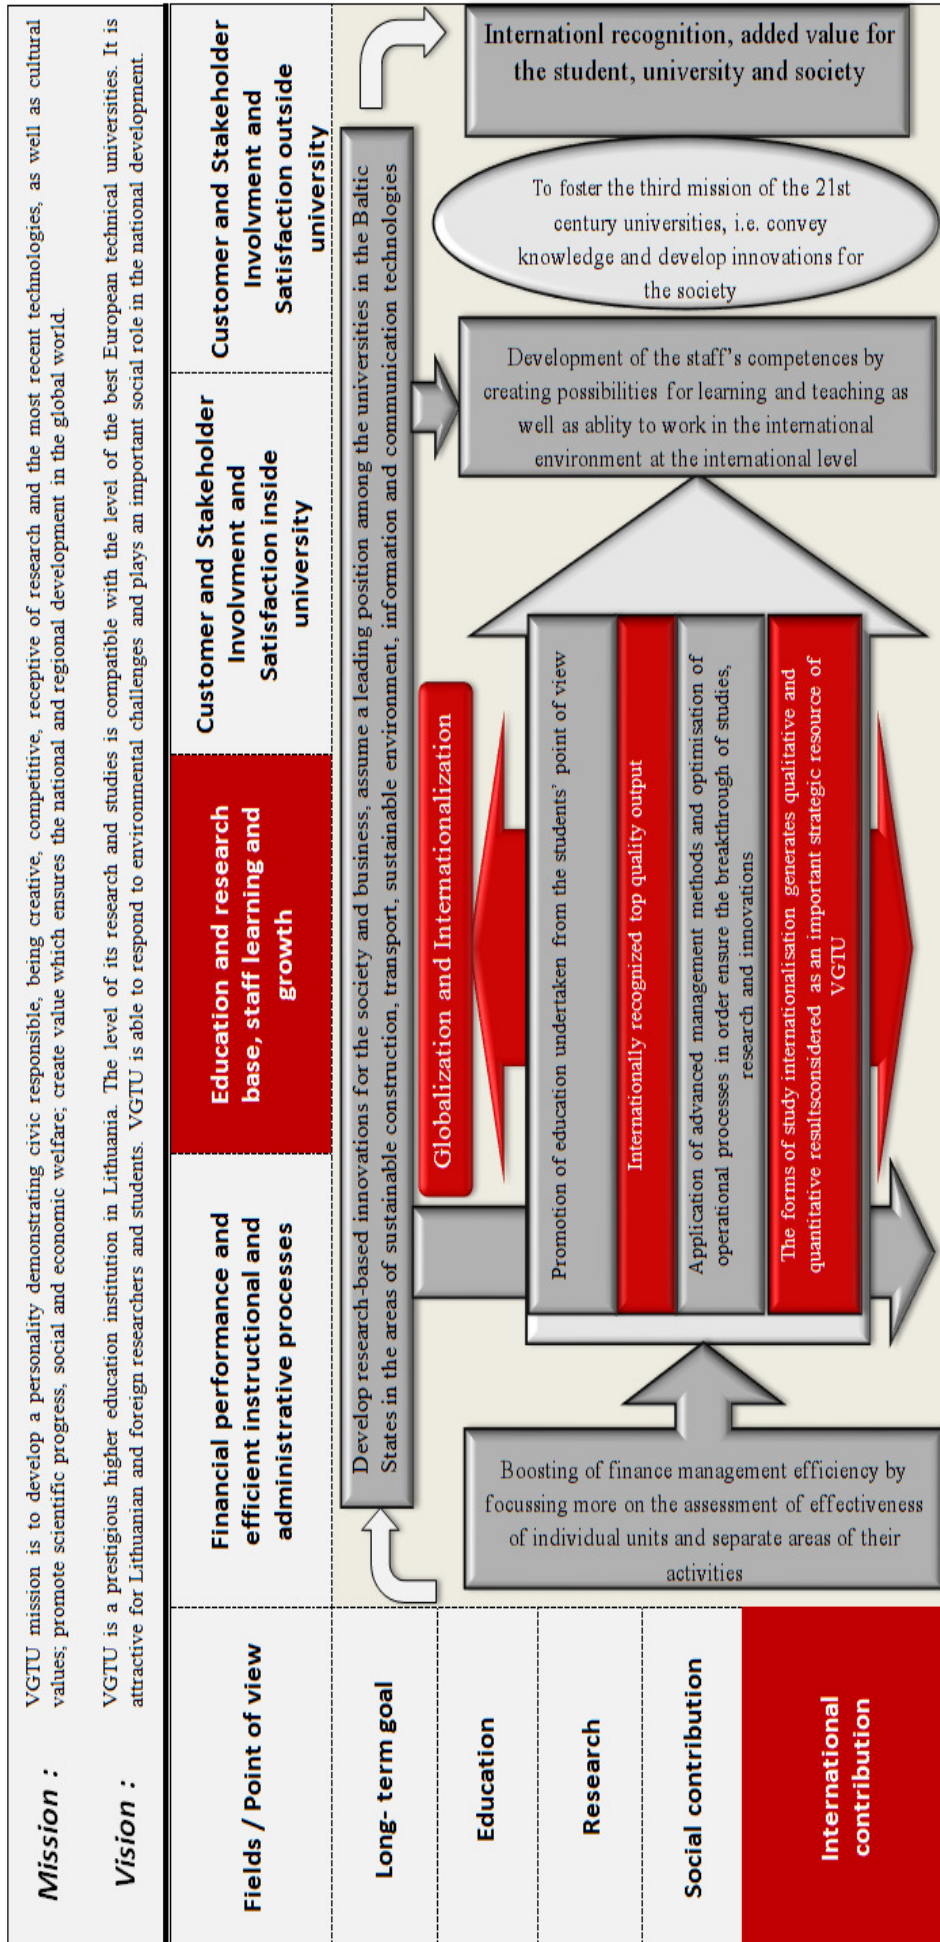 Mission :
VGTU mission is to develop a personality demonstrating civic responsible, being creative, competitive, receptive of research and the most recent technologies, as well as cultural
values; promote scientific progress, social and economic welfare; create value which ensures the national and regional development in the global world.
Vision :
VGTU is a prestigious higher education institution in Lithuania. The level of its research and studies is compatible with the level of the best European technical universities. It is
attractive for Lithuanian and foreign researchers and students. VGTU is able to respond to environmental challenges and plays an important social role in the national development.
Fields / Point of view
Financial performance and
efficient instructional and
administrative processes
Education and research
base, staff learning and
growth
Customer and Stakeholder
Involvment and
Satisfaction inside
university
Customer and Stakeholder
Involvment and
Satisfaction outside
university
Long- term goal
Develop research-based innovations for the society and business, assume a leading position among the universities in the Baltic
States in the areas of sustainable construction, transport, sustainable environment, information and communication technologies
Education
Research
Social contribution
International
contribution
Boosting of finance management efficiency by
focussing more on the assessment of effectiveness
of individual units and separate areas of their
activities
Globalization and Internationalization
Promotion of education undertaken from the students' point of view
Internationally recognized top quality output
Application of advanced management methods and optimisation of
operational processes in order ensure the breakthrough of studies,
research and innovations
The forms of study internationalisation generates qualitative and
quantitative resultsconsidered as an important strategic resource of
VGTU
Development of the staff's competences by
creating possibilities for learning and teaching as
well as ablity to work in the international
environment at the international level
To foster the third mission of the 21st
century universities, i.e. convey
knowledge and develop innovations for
the society
Internationl recognition, added value for
the student, university and society